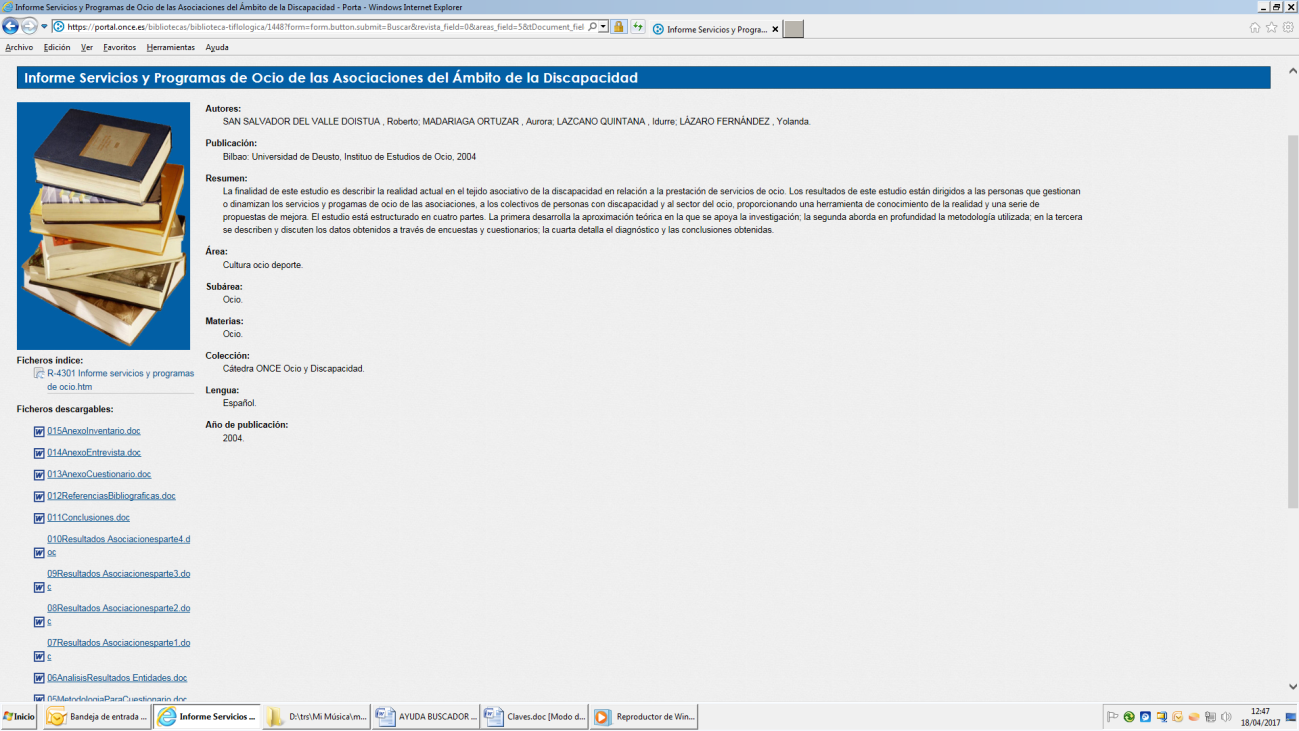 Informe Servicios y Programas de Ocio de las Asociaciones del Ámbito de la Discapacidad - Porta - Windows Internet Explorer
https://portal.once.es/bibliotecas/biblioteca-tiflologica/1448?form=form.button.submit=Buscar&revista_field=0&areas_field=5&tDocument_fiel
Informe Servicios y Progra...
Archivo Edición Ver Favoritos Herramientas Ayuda
Informe Servicios y Programas de Ocio de las Asociaciones del Ámbito de la Discapacidad
Autores:
SAN SALVADOR DEL VALLE DOISTUA , Roberto; MADARIAGA ORTUZAR , Aurora; LAZCANO QUINTANA , Idurre; LÁZARO FERNÁNDEZ , Yolanda.
Publicación:
Bilbao: Universidad de Deusto, Instituo de Estudios de Ocio, 2004
Resumen:
La finalidad de este estudio es describir la realidad actual en el tejido asociativo de la discapacidad en relación a la prestación de servicios de ocio. Los resultados de este estudio están dirigidos a las personas que gestionan
o dinamizan los servicios y progamas de ocio de las asociaciones, a los colectivos de personas con discapacidad y al sector del ocio, proporcionando una herramienta de conocimiento de la realidad y una serie de
propuestas de mejora. El estudio está estructurado en cuatro partes. La primera desarrolla la aproximación teórica en la que se apoya la investigación; la segunda aborda en profundidad la metodología utilizada; en la tercera
se describen y discuten los datos obtenidos a través de encuestas y cuestionarios; la cuarta detalla el diagnóstico y las conclusiones obtenidas.
Área:
Cultura ocio deporte.
Subárea:
Ocio.
Materias:
Ocio.
Colección:
Cátedra ONCE Ocio y Discapacidad.
Lengua:
Español.
Año de publicación:
2004.
Ficheros índice:
R-4301 Informe servicios y programas
de ocio.htm
Ficheros descargables:
015AnexoInventario.doc
014AnexoEntrevista.doc
013AnexoCuestionario.doc
012ReferenciasBibliograficas.doc
011Conclusiones.doc
010Resultados Asociacionesparte4.d
oc
09Resultados Asociacionesparte3.do
c
08Resultados Asociacionesparte2.do
c
07Resultados Asociacionesparte1.do
c
06AnalisisResultados Entidades.doc
05MetodologiaParaCuestionario.doc
Inicio Bandeja de entrada ... Informe Servicios ... D:\trs\Mi Música\m... AYUDA BUSCADOR ... Claves.doc [Modo d... Reproductor de Win...
12:47
18/04/2017